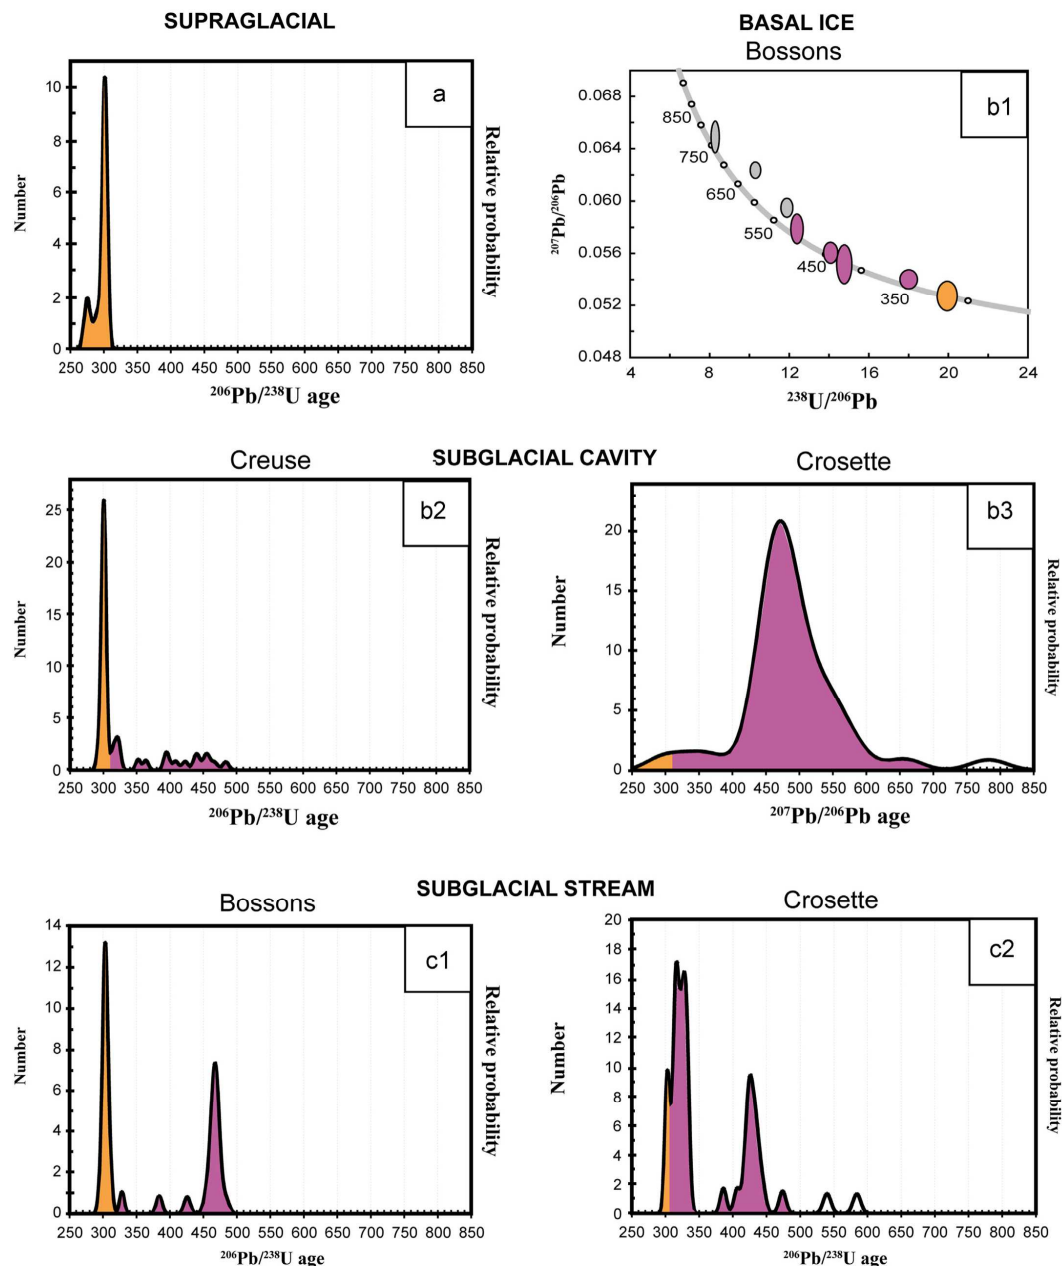 SUPRAGLACIAL
BASAL ICE
Bossons
a
Number
10
8
6
4
2
0
Relative probability
250 300 350 400 450 500 550 600 650 700 750 800 850
²⁰⁶Pb/²³⁸U age
b1
²⁰⁷Pb/²⁰⁶Pb
0.068
0.064
0.060
0.056
0.052
0.048
850
750
650
550
450
350
4 8 12 16 20 24
²³⁸U/²⁰⁶Pb
SUBGLACIAL CAVITY
Creuse
b2
Number
25
20
15
10
5
0
Relative probability
250 300 350 400 450 500 550 600 650 700 750 800 850
²⁰⁶Pb/²³⁸U age
Crosette
b3
Number
20
15
10
5
0
Relative probability
250 300 350 400 450 500 550 600 650 700 750 800 850
²⁰⁷Pb/²⁰⁶Pb age
SUBGLACIAL STREAM
Bossons
c1
Number
14
12
10
8
6
4
2
0
Relative probability
250 300 350 400 450 500 550 600 650 700 750 800 850
²⁰⁶Pb/²³⁸U age
Crosette
c2
Number
20
18
16
14
12
10
8
6
4
2
0
Relative probability
250 300 350 400 450 500 550 600 650 700 750 800 850
²⁰⁶Pb/²³⁸U age